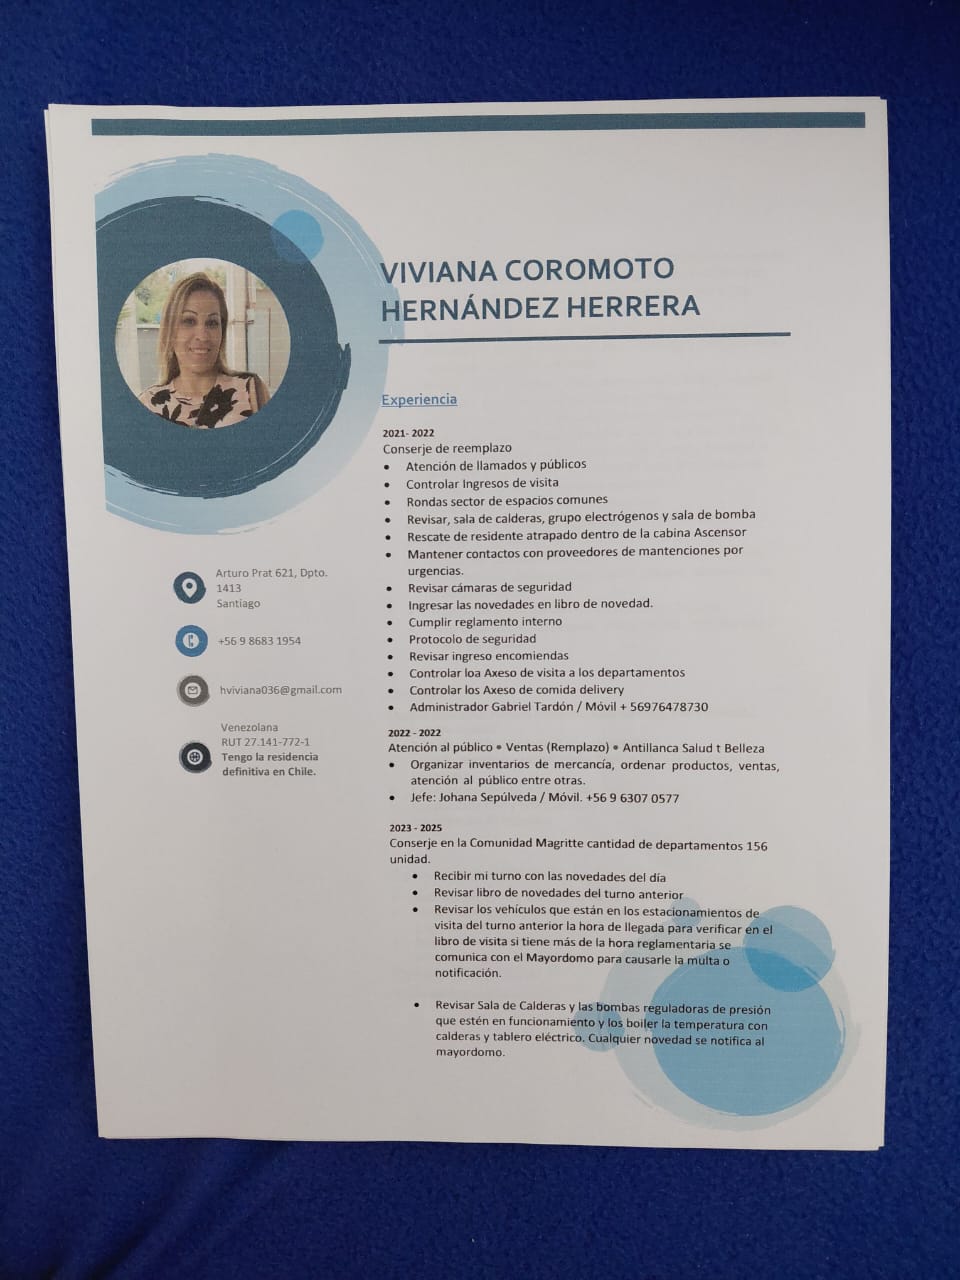 VIVIANA COROMOTO
HERNÁNDEZ HERRERA
Experiencia
2021- 2022
Conserje de reemplazo
• Atención de llamados y públicos
• Controlar Ingresos de visita
• Rondas sector de espacios comunes
• Revisar, sala de calderas, grupo electrógenos y sala de bomba
• Rescate de residente atrapado dentro de la cabina Ascensor
• Mantener contactos con proveedores de mantenciones por
urgencias.
• Revisar cámaras de seguridad
• Ingresar las novedades en libro de novedad.
• Cumplir reglamento interno
• Protocolo de seguridad
• Revisar ingreso encomiendas
• Controlar loa Axeso de visita a los departamentos
• Controlar los Axeso de comida delivery
• Administrador Gabriel Tardón / Móvil + 56976478730
2022 - 2022
Atención al público • Ventas (Remplazo) • Antillanca Salud t Belleza
• Organizar inventarios de mercancía, ordenar productos, ventas,
atención al público entre otras.
• Jefe: Johana Sepúlveda / Móvil. +56 9 6307 0577
2023 - 2025
Conserje en la Comunidad Magritte cantidad de departamentos 156
unidad.
• Recibir mi turno con las novedades del día
• Revisar libro de novedades del turno anterior
• Revisar los vehículos que están en los estacionamientos de
visita del turno anterior la hora de llegada para verificar en el
libro de visita si tiene más de la hora reglamentaria se
comunica con el Mayordomo para causarle la multa o
notificación.
• Revisar Sala de Calderas y las bombas reguladoras de presión
que estén en funcionamiento y los boiler la temperatura con
calderas y tablero eléctrico. Cualquier novedad se notifica al
mayordomo.
Arturo Prat 621, Dpto.
1413
Santiago
+56 9 8683 1954
hviviana036@gmail.com
Venezolana
RUT 27.141-772-1
Tengo la residencia
definitiva en Chile.